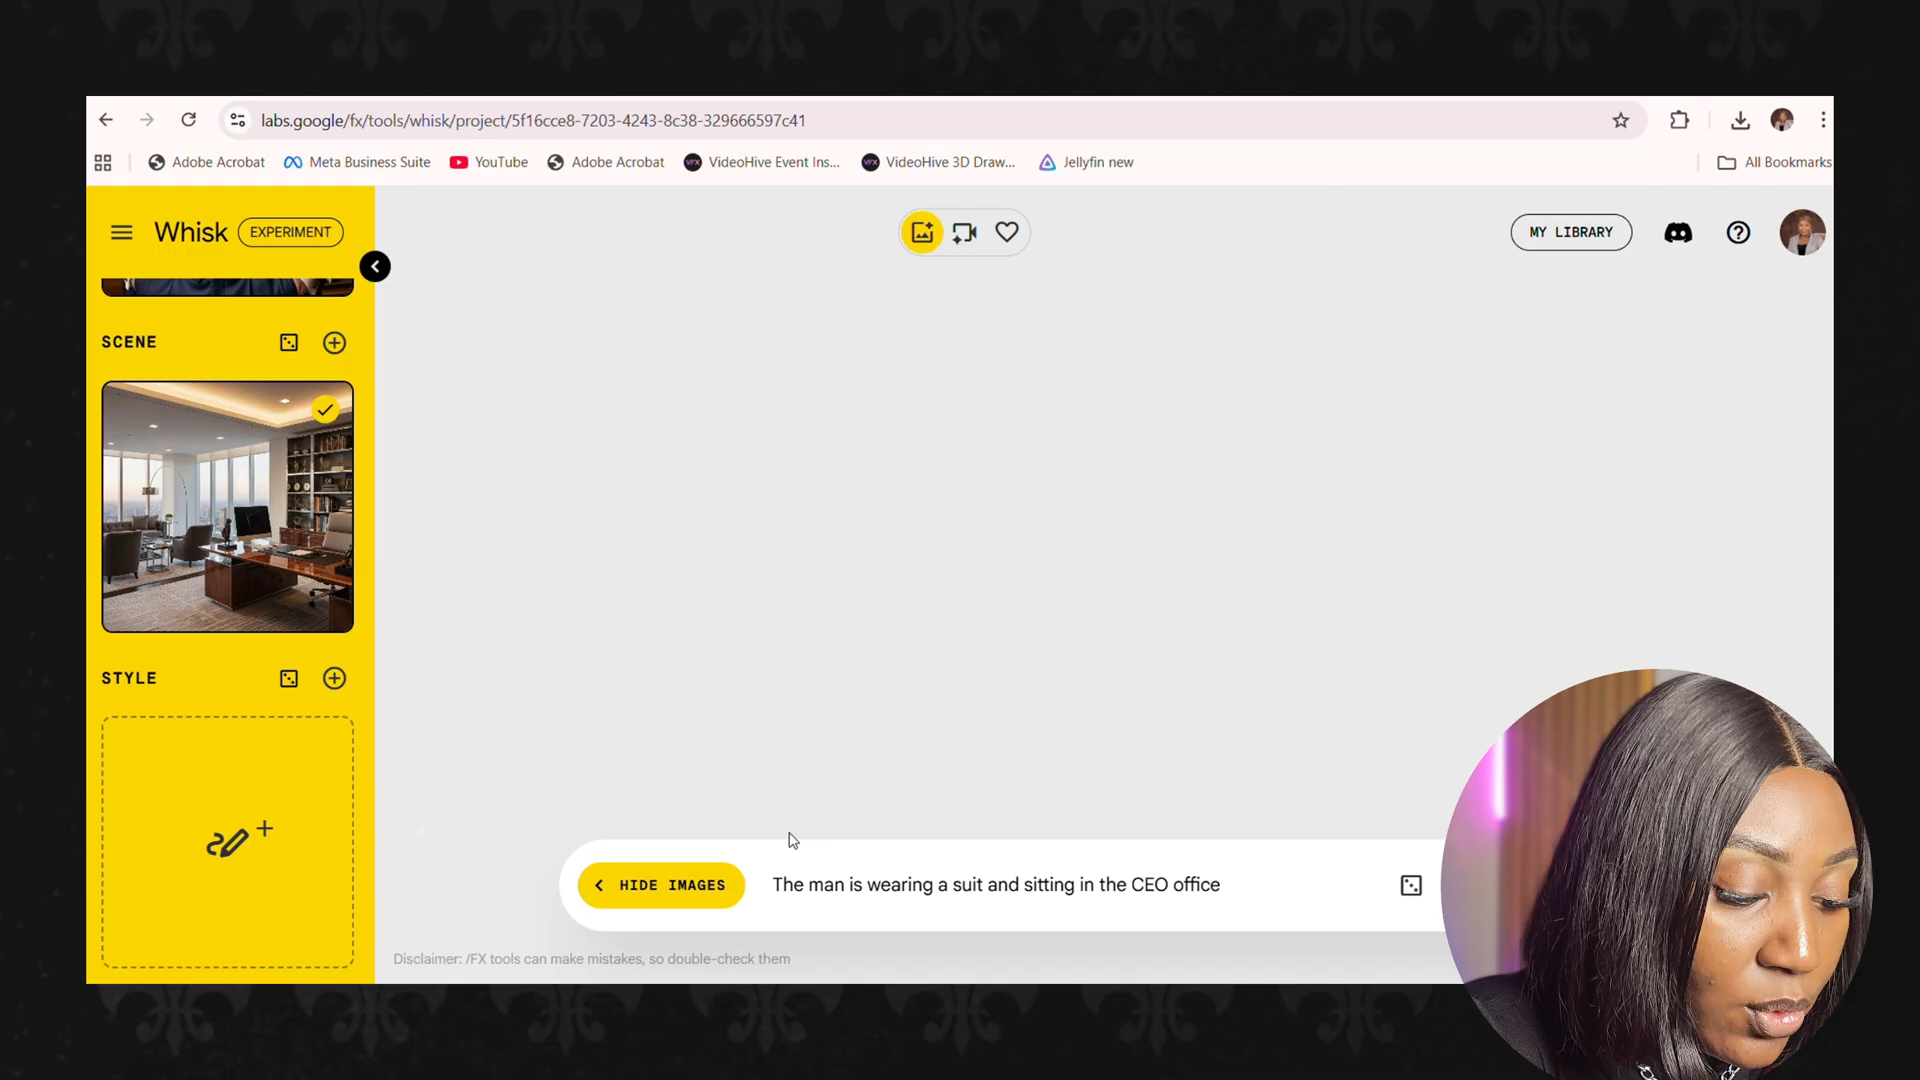 labs.google/fx/tools/whisk/project/5f16cce8-7203-4243-8c38-329666597c41
Adobe Acrobat
Meta Business Suite
YouTube
Adobe Acrobat
VideoHive Event Ins...
VideoHive 3D Draw...
Jellyfin new
All Bookmarks
Whisk
EXPERIMENT
MY LIBRARY
SCENE
STYLE
HIDE IMAGES
The man is wearing a suit and sitting in the CEO office
Disclaimer: /FX tools can make mistakes, so double-check them